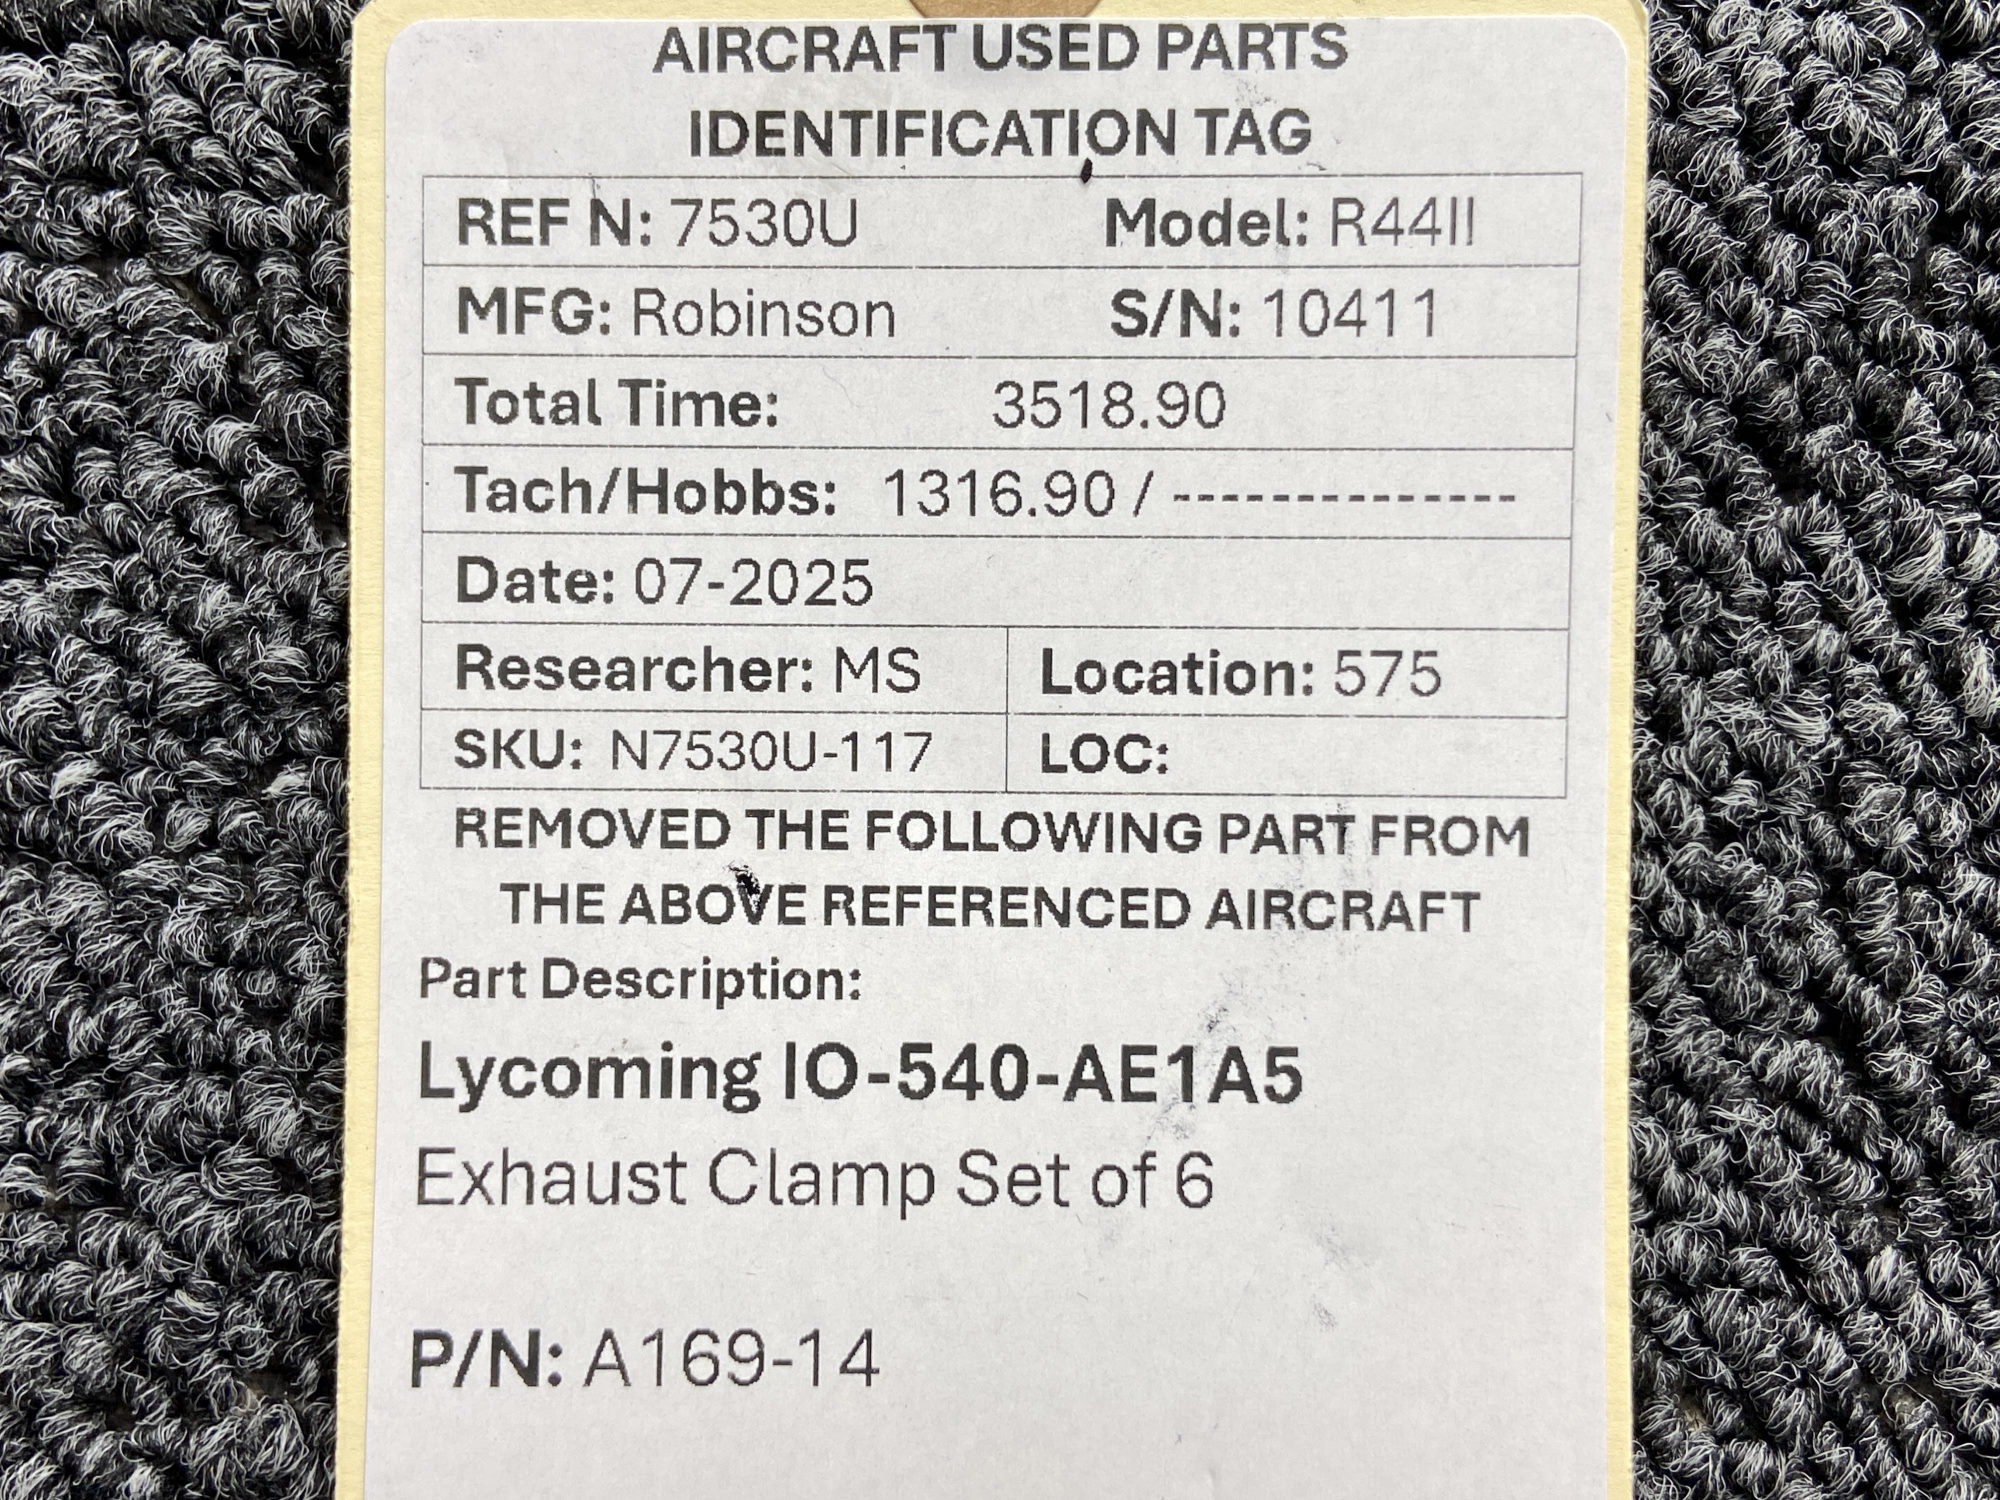 AIRCRAFT USED PARTS
IDENTIFICATION TAG
REF N: 7530U Model: R44II
MFG: Robinson S/N: 10411
Total Time: 3518.90
Tach/Hobbs: 1316.90 / --------------
Date: 07-2025
Researcher: MS Location: 575
SKU: N7530U-117 LOC:
REMOVED THE FOLLOWING PART FROM
THE ABOVE REFERENCED AIRCRAFT
Part Description:
Lycoming IO-540-AE1A5
Exhaust Clamp Set of 6
P/N: A169-14